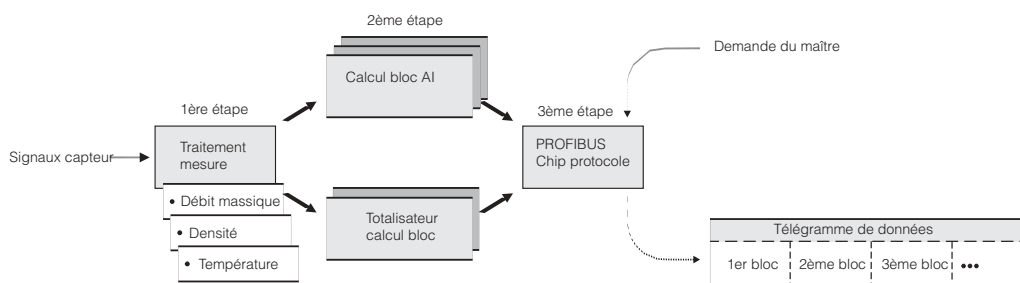 2ème étape
Calcul bloc AI
Demande du maître
1ère étape
3ème étape
Signaux capteur
Traitement
mesure
PROFIBUS
Chip protocole
• Débit massique
• Densité
• Température
Totalisateur
calcul bloc
Télégramme de données
1er bloc 2ème bloc 3ème bloc •••